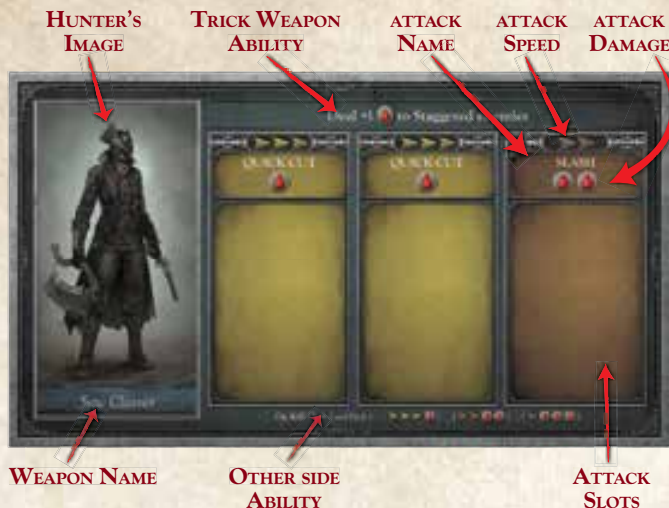 HUNTER'S
IMAGE
TRICK WEAPON
ABILITY
ATTACK
NAME
ATTACK
SPEED
ATTACK
DAMAGE
Deal +1 to Staggered enemies
QUICK CUT
QUICK CUT
SLASH
Saw Cleaver
WEAPON NAME
OTHER SIDE
ABILITY
ATTACK
SLOTS